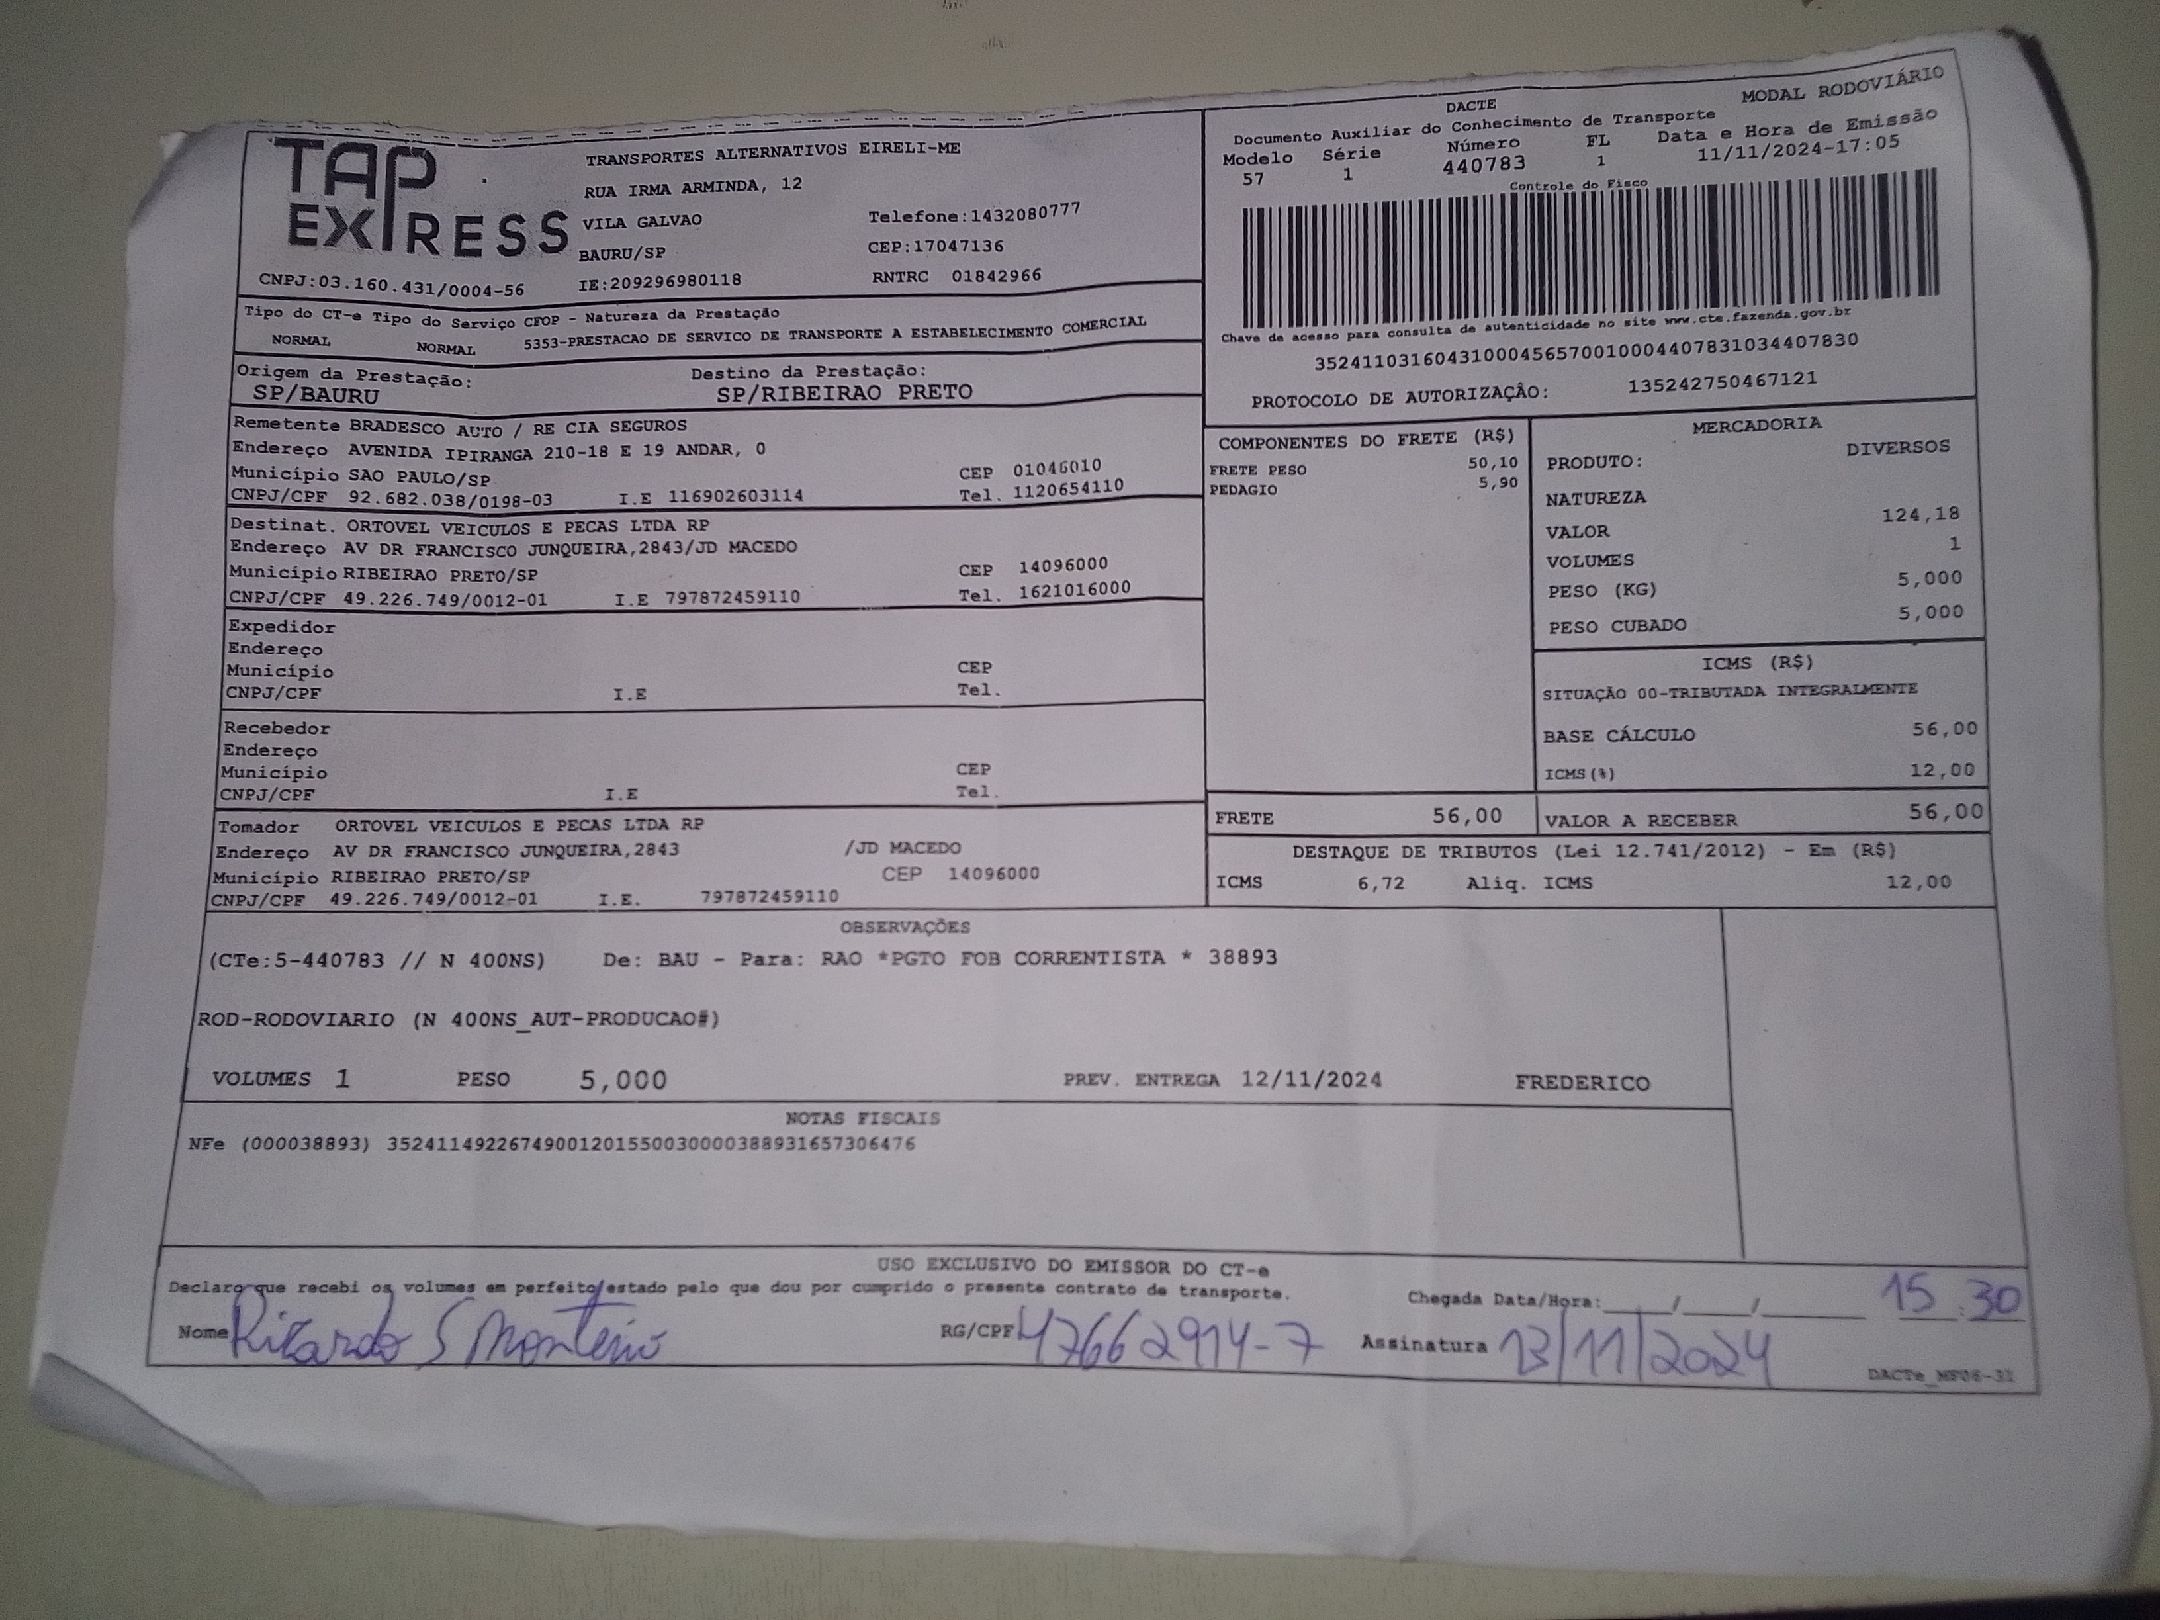 TAP EXPRESS
TRANSPORTES ALTERNATIVOS EIRELI-ME
RUA IRMA ARMINDA, 12
VILA GALVAO Telefone:1432080777
BAURU/SP CEP:17047136
CNPJ:03.160.431/0004-56 IE:209296980118 RNTRC 01842966
DACTE MODAL RODOVIÁRIO
Documento Auxiliar do Conhecimento de Transporte
Modelo Série Número FL Data e Hora de Emissão
57 1 440783 1 11/11/2024-17:05
Controle do Fisco
Chave de acesso para consulta de autenticidade no site www.cte.fazenda.gov.br
35241103160431000456570010004407831034407830
PROTOCOLO DE AUTORIZAÇÂO: 135242750467121
Tipo do CT-e Tipo do Serviço CFOP - Natureza da Prestação
NORMAL NORMAL 5353-PRESTACAO DE SERVICO DE TRANSPORTE A ESTABELECIMENTO COMERCIAL
Origem da Prestação: Destino da Prestação:
SP/BAURU SP/RIBEIRAO PRETO
Remetente BRADESCO AUTO / RE CIA SEGUROS
Endereço AVENIDA IPIRANGA 210-18 E 19 ANDAR, 0
Município SAO PAULO/SP CEP 01046010
CNPJ/CPF 92.682.038/0198-03 I.E 116902603114 Tel. 1120654110
Destinat. ORTOVEL VEICULOS E PECAS LTDA RP
Endereço AV DR FRANCISCO JUNQUEIRA,2843/JD MACEDO
Município RIBEIRAO PRETO/SP CEP 14096000
CNPJ/CPF 49.226.749/0012-01 I.E 797872459110 Tel. 1621016000
Expedidor
Endereço
Município CEP
CNPJ/CPF I.E Tel.
Recebedor
Endereço
Município CEP
CNPJ/CPF I.E Tel.
Tomador ORTOVEL VEICULOS E PECAS LTDA RP
Endereço AV DR FRANCISCO JUNQUEIRA,2843 /JD MACEDO
Município RIBEIRAO PRETO/SP CEP 14096000
CNPJ/CPF 49.226.749/0012-01 I.E. 797872459110
COMPONENTES DO FRETE (R$)
FRETE PESO 50,10
PEDAGIO 5,90
MERCADORIA
PRODUTO: DIVERSOS
NATUREZA
VALOR 124,18
VOLUMES 1
PESO (KG) 5,000
PESO CUBADO 5,000
ICMS (R$)
SITUAÇÃO 00-TRIBUTADA INTEGRALMENTE
BASE CÁLCULO 56,00
ICMS(%) 12,00
FRETE 56,00 VALOR A RECEBER 56,00
DESTAQUE DE TRIBUTOS (Lei 12.741/2012) - Em (R$)
ICMS 6,72 Aliq. ICMS 12,00
OBSERVAÇÕES
(CTe:5-440783 // N 400NS) De: BAU - Para: RAO *PGTO FOB CORRENTISTA * 38893
ROD-RODOVIARIO (N 400NS_AUT-PRODUCAO#)
VOLUMES 1 PESO 5,000 PREV. ENTREGA 12/11/2024 FREDERICO
NOTAS FISCAIS
NFe (000038893) 35241149226749001201550030000388931657306476
USO EXCLUSIVO DO EMISSOR DO CT-e
Declaro que recebi os volumes em perfeito estado pelo que dou por cumprido o presente contrato de transporte. Chegada Data/Hora:____/____/____ 15:30
Nome Ricardo S Monteiro RG/CPF 47662914-7 Assinatura 13/11/2024
DACTe_MF06-31